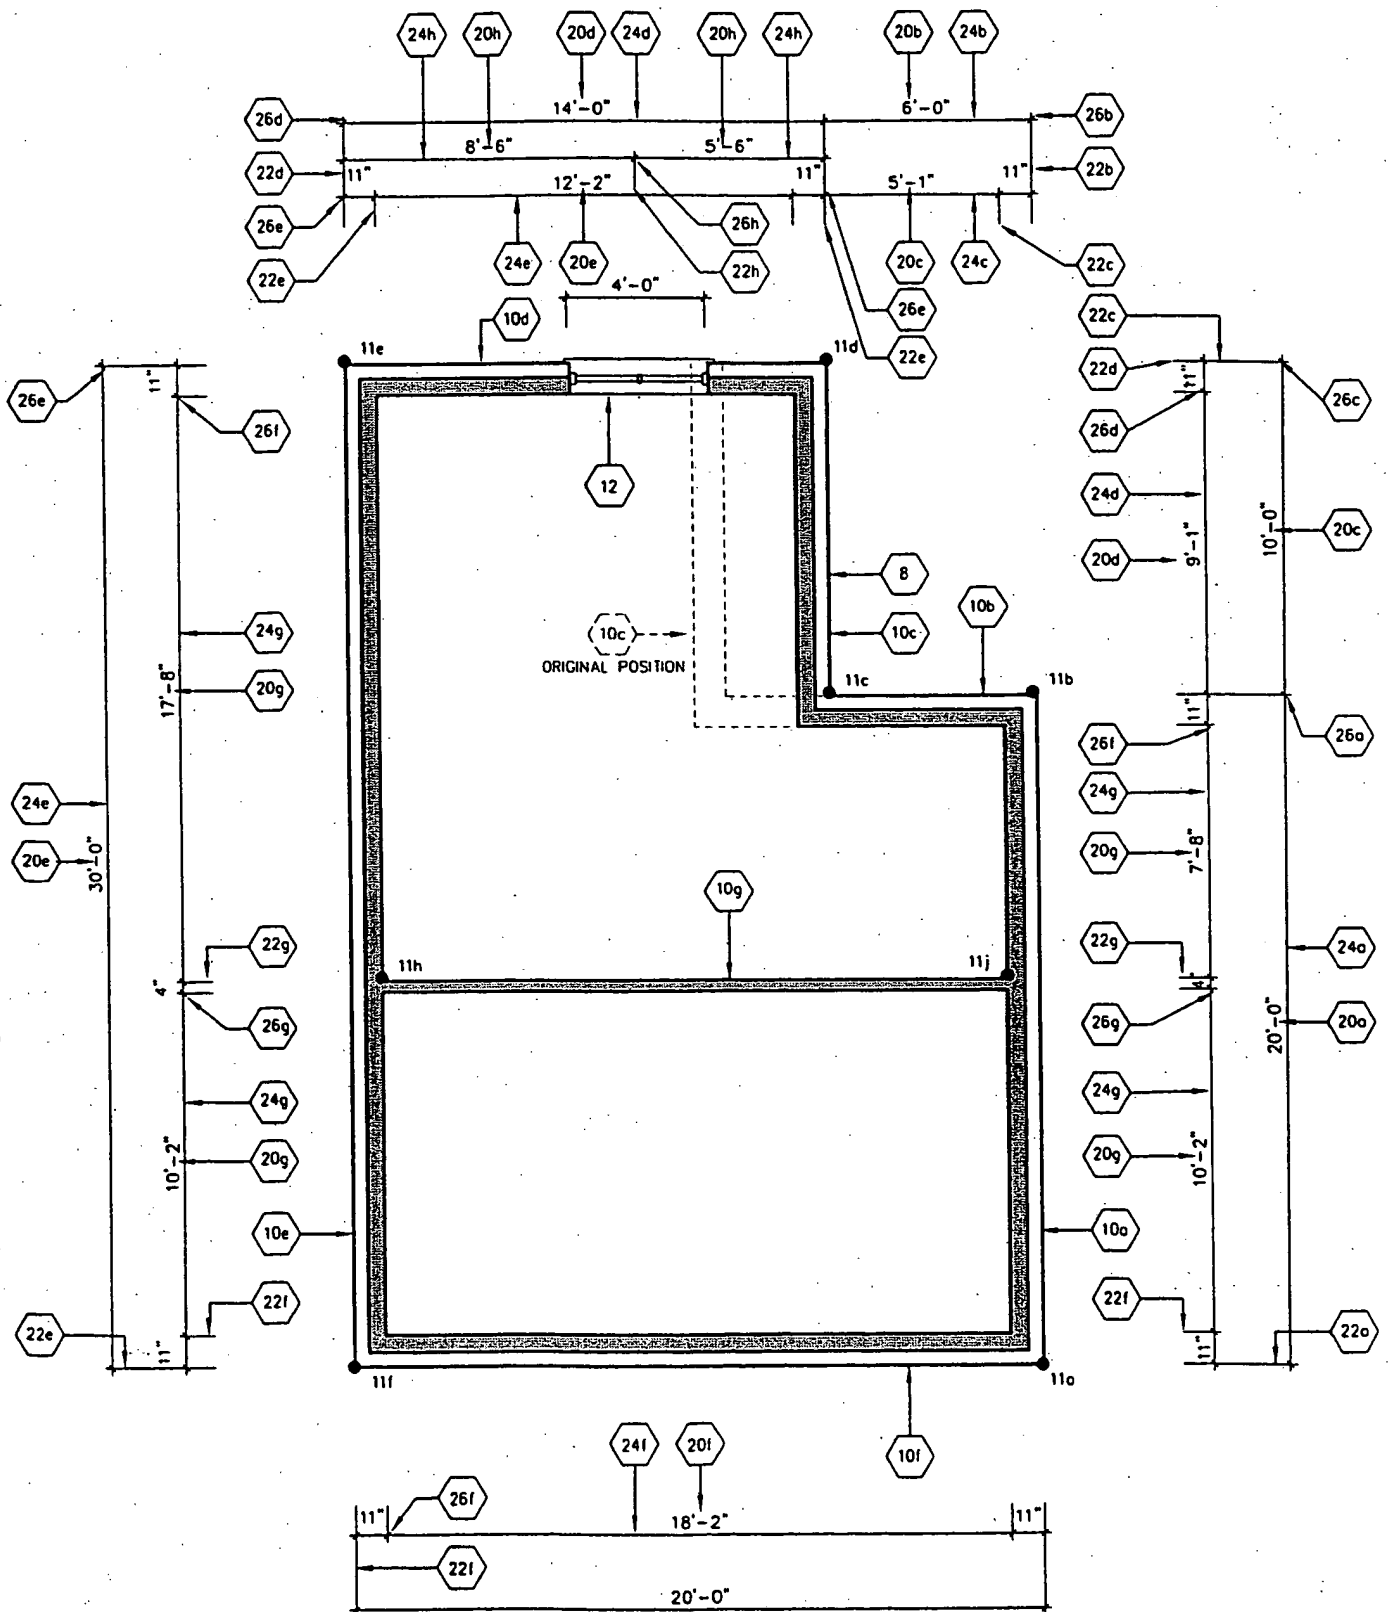 24h
20h
20d
24d
20h
24h
20b
24b
26d
14'-0"
6'-0"
26b
8'-6"
5'-6"
22d
11"
11"
11"
22b
12'-2"
5'-1"
26e
26h
22e
24e
20e
22h
20c
24c
22c
4'-0"
26e
22c
10d
11e
11d
22e
22d
26e
11"
11"
26c
26f
26d
12
24d
10'-0"
20c
9'-1"
20d
8
10b
24g
10c
10c
ORIGINAL POSITION
17'-8"
20g
11c
11b
11"
26f
26a
24e
24g
20e
30'-0"
7'-8"
20g
10g
22g
22g
24a
11h
11j
4"
4"
26g
26g
20'-0"
20a
24g
24g
10'-2"
20g
20g
10'-2"
10e
10a
22f
22f
22e
11"
11"
22a
11f
11a
24f
20f
10f
26f
11"
18'-2"
11"
22f
20'-0"